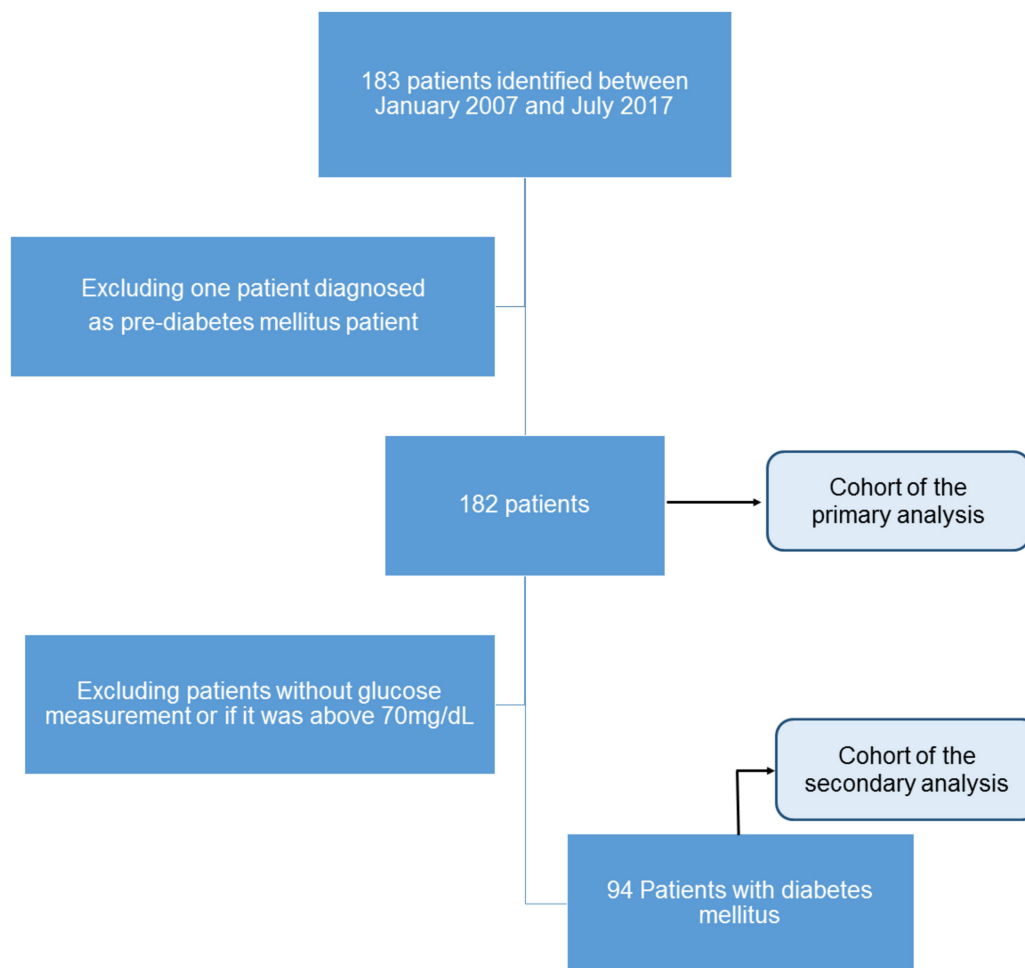 183 patients identified between
January 2007 and July 2017
Excluding one patient diagnosed
as pre-diabetes mellitus patient
182 patients
Cohort of the
primary analysis
Excluding patients without glucose
measurement or if it was above 70mg/dL
Cohort of the
secondary analysis
94 Patients with diabetes
mellitus